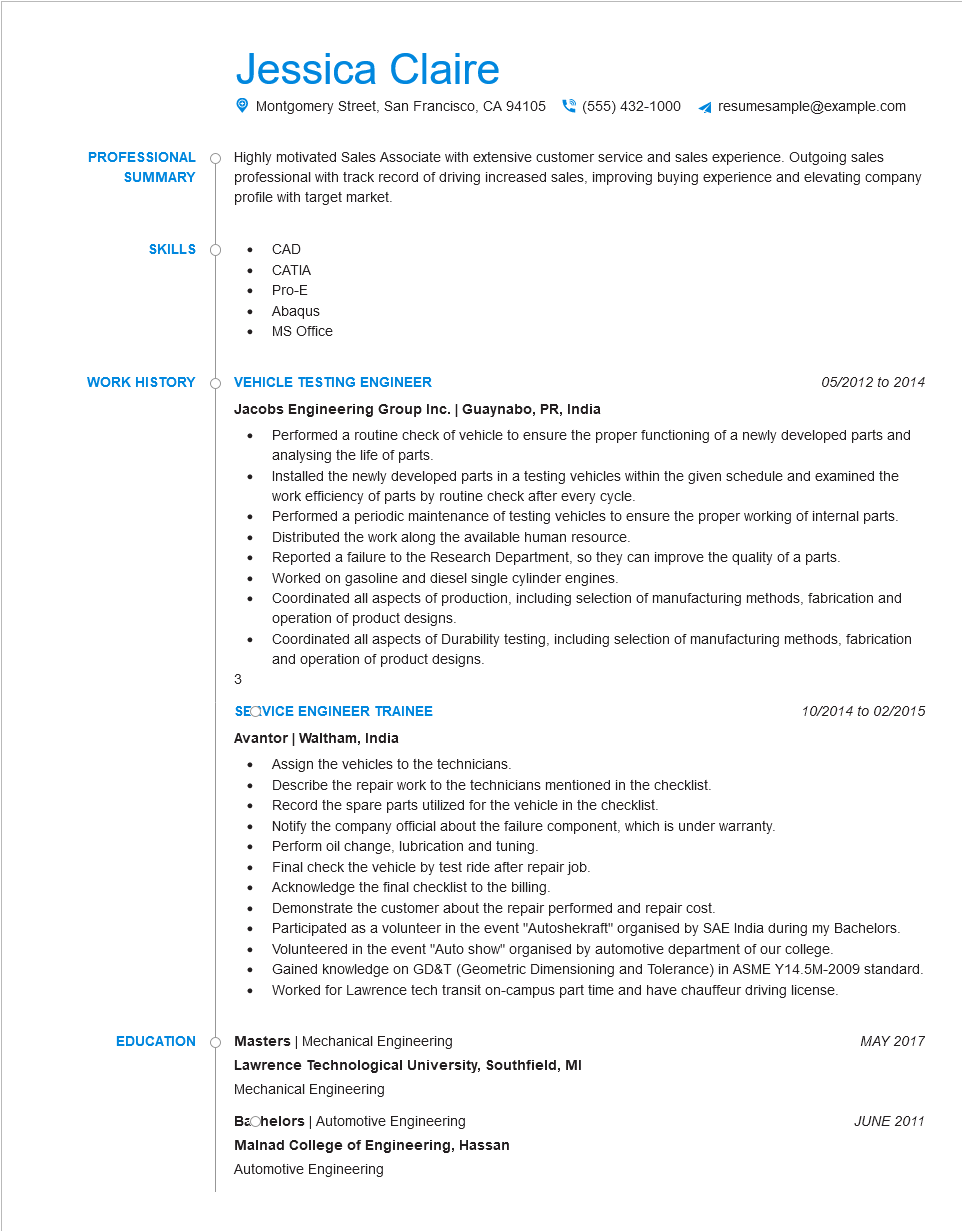 Jessica Claire
Montgomery Street, San Francisco, CA 94105 (555) 432-1000 resumesample@example.com
PROFESSIONAL SUMMARY
Highly motivated Sales Associate with extensive customer service and sales experience. Outgoing sales
professional with track record of driving increased sales, improving buying experience and elevating company
profile with target market.
SKILLS
• CAD
• CATIA
• Pro-E
• Abaqus
• MS Office
WORK HISTORY
VEHICLE TESTING ENGINEER 05/2012 to 2014
Jacobs Engineering Group Inc. | Guaynabo, PR, India
• Performed a routine check of vehicle to ensure the proper functioning of a newly developed parts and
analysing the life of parts.
• Installed the newly developed parts in a testing vehicles within the given schedule and examined the
work efficiency of parts by routine check after every cycle.
• Performed a periodic maintenance of testing vehicles to ensure the proper working of internal parts.
• Distributed the work along the available human resource.
• Reported a failure to the Research Department, so they can improve the quality of a parts.
• Worked on gasoline and diesel single cylinder engines.
• Coordinated all aspects of production, including selection of manufacturing methods, fabrication and
operation of product designs.
• Coordinated all aspects of Durability testing, including selection of manufacturing methods, fabrication
and operation of product designs.
3
SERVICE ENGINEER TRAINEE 10/2014 to 02/2015
Avantor | Waltham, India
• Assign the vehicles to the technicians.
• Describe the repair work to the technicians mentioned in the checklist.
• Record the spare parts utilized for the vehicle in the checklist.
• Notify the company official about the failure component, which is under warranty.
• Perform oil change, lubrication and tuning.
• Final check the vehicle by test ride after repair job.
• Acknowledge the final checklist to the billing.
• Demonstrate the customer about the repair performed and repair cost.
• Participated as a volunteer in the event "Autoshekraft" organised by SAE India during my Bachelors.
• Volunteered in the event "Auto show" organised by automotive department of our college.
• Gained knowledge on GD&T (Geometric Dimensioning and Tolerance) in ASME Y14.5M-2009 standard.
• Worked for Lawrence tech transit on-campus part time and have chauffeur driving license.
EDUCATION
Masters | Mechanical Engineering MAY 2017
Lawrence Technological University, Southfield, MI
Mechanical Engineering
Bachelors | Automotive Engineering JUNE 2011
Malnad College of Engineering, Hassan
Automotive Engineering